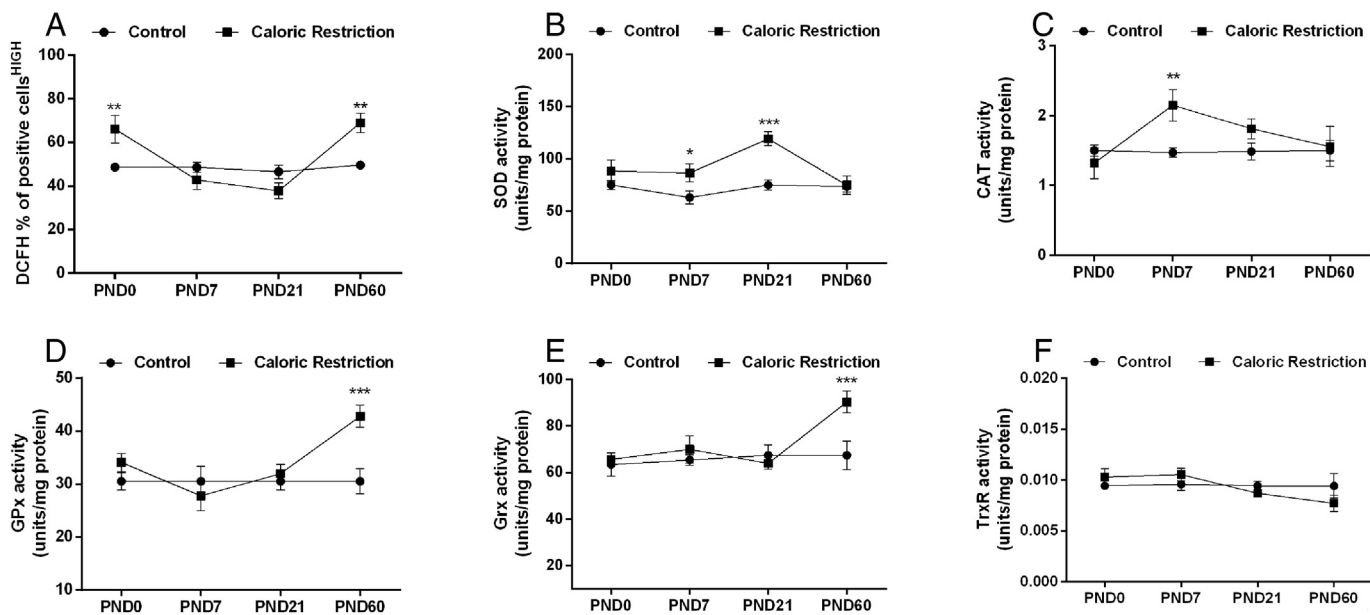 A
Control Caloric Restriction
DCFH % of positive cellsHIGH
100
80
60
40
20
0
**
**
PND0 PND7 PND21 PND60
B
Control Caloric Restriction
SOD activity
(units/mg protein)
200
150
100
50
0
*
***
PND0 PND7 PND21 PND60
C
Control Caloric Restriction
CAT activity
(units/mg protein)
3
2
1
0
**
PND0 PND7 PND21 PND60
D
Control Caloric Restriction
GPx activity
(units/mg protein)
50
40
30
20
10
***
PND0 PND7 PND21 PND60
E
Control Caloric Restriction
Grx activity
(units/mg protein)
100
80
60
40
20
***
PND0 PND7 PND21 PND60
F
Control Caloric Restriction
TrxR activity
(units/mg protein)
0.020
0.015
0.010
0.005
0.000
PND0 PND7 PND21 PND60